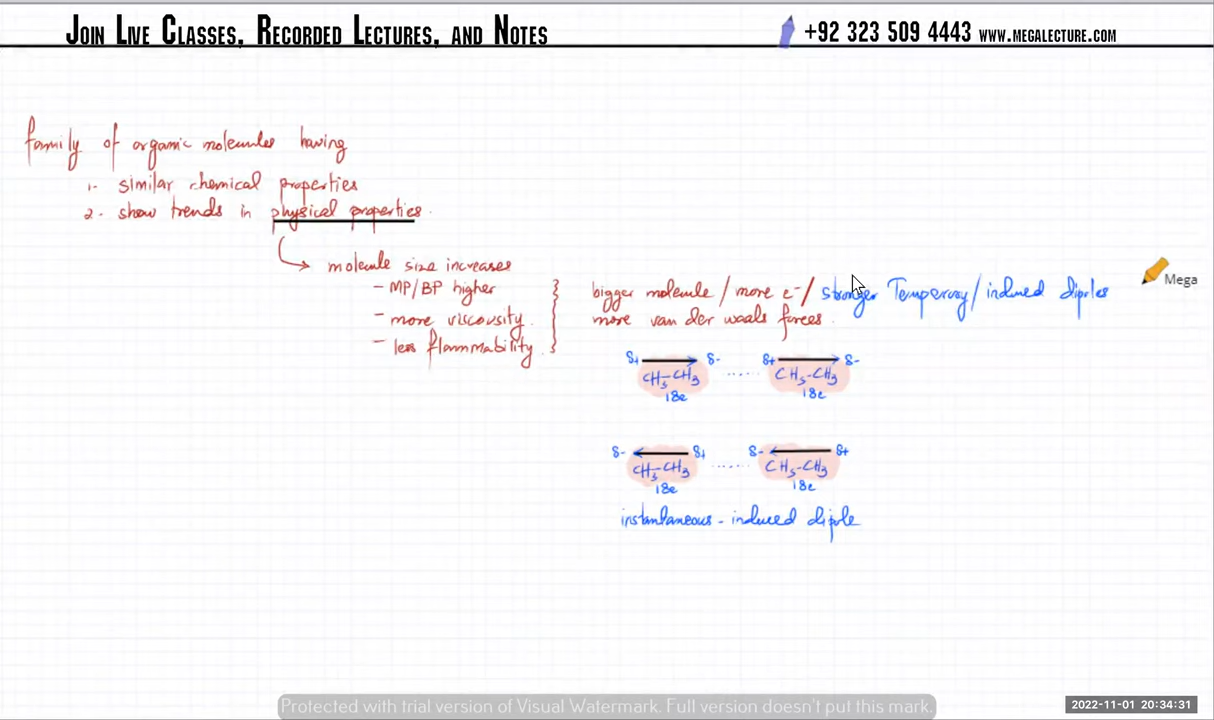 JOIN LIVE CLASSES, RECORDED LECTURES, AND NOTES
+92 323 509 4443 WWW.MEGALECTURE.COM
family of organic molecules having
1- similar chemical properties
2- show trends in physical properties.
molecule size increases
- MP/BP higher
- more viscosity.
- less flammability.
bigger molecule / more e- / stronger Temperory / induced dipoles
more van der waals forces.
Mega
δ+ δ- δ+ δ-
CH3-CH3 ..... CH3-CH3
18e 18e
δ- δ+ δ- δ+
CH3-CH3 ..... CH3-CH3
18e 18e
instantaneous - induced dipole
Protected with trial version of Visual Watermark. Full version doesn't put this mark.
2022-11-01 20:34:31